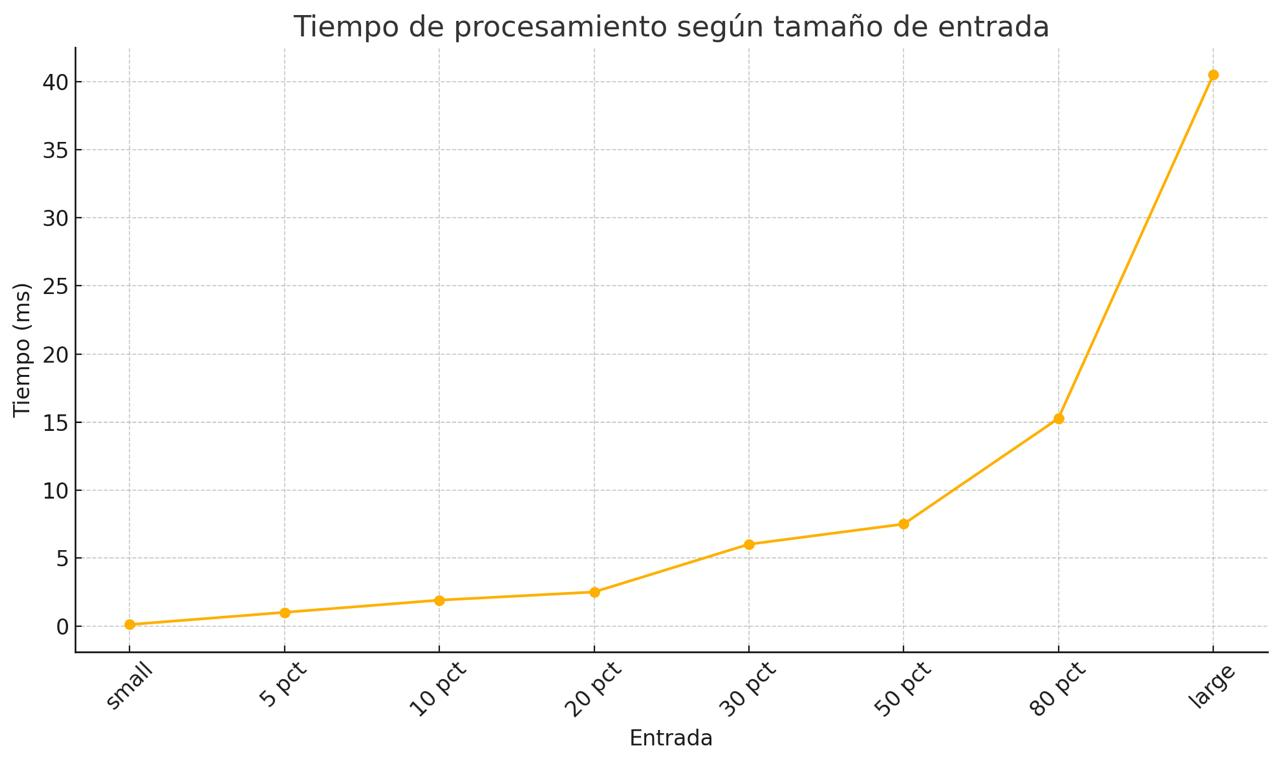 Tiempo de procesamiento según tamaño de entrada
Tiempo (ms)
40
35
30
25
20
15
10
5
0
small
5 pct
10 pct
20 pct
30 pct
50 pct
80 pct
large
Entrada